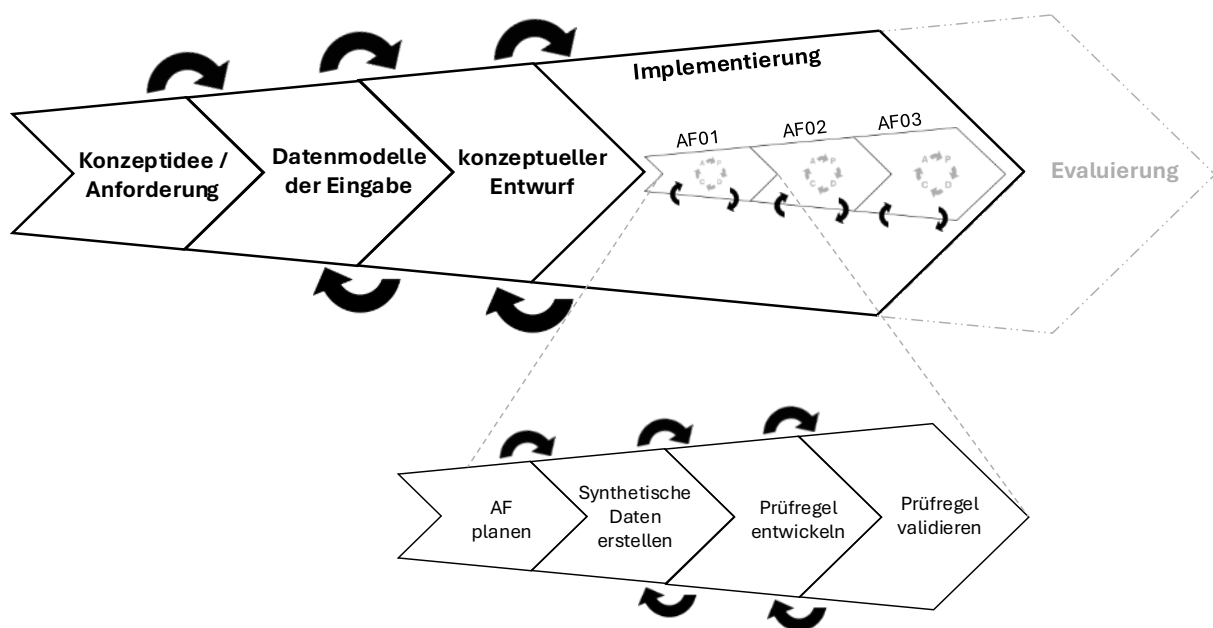 Implementierung
Konzeptidee /
Anforderung
Datenmodelle
der Eingabe
konzeptueller
Entwurf
AF01
AF02
AF03
A P
C D
A P
C D
A P
C D
Evaluierung
AF
planen
Synthetische
Daten
erstellen
Prüfregel
entwickeln
Prüfregel
validieren